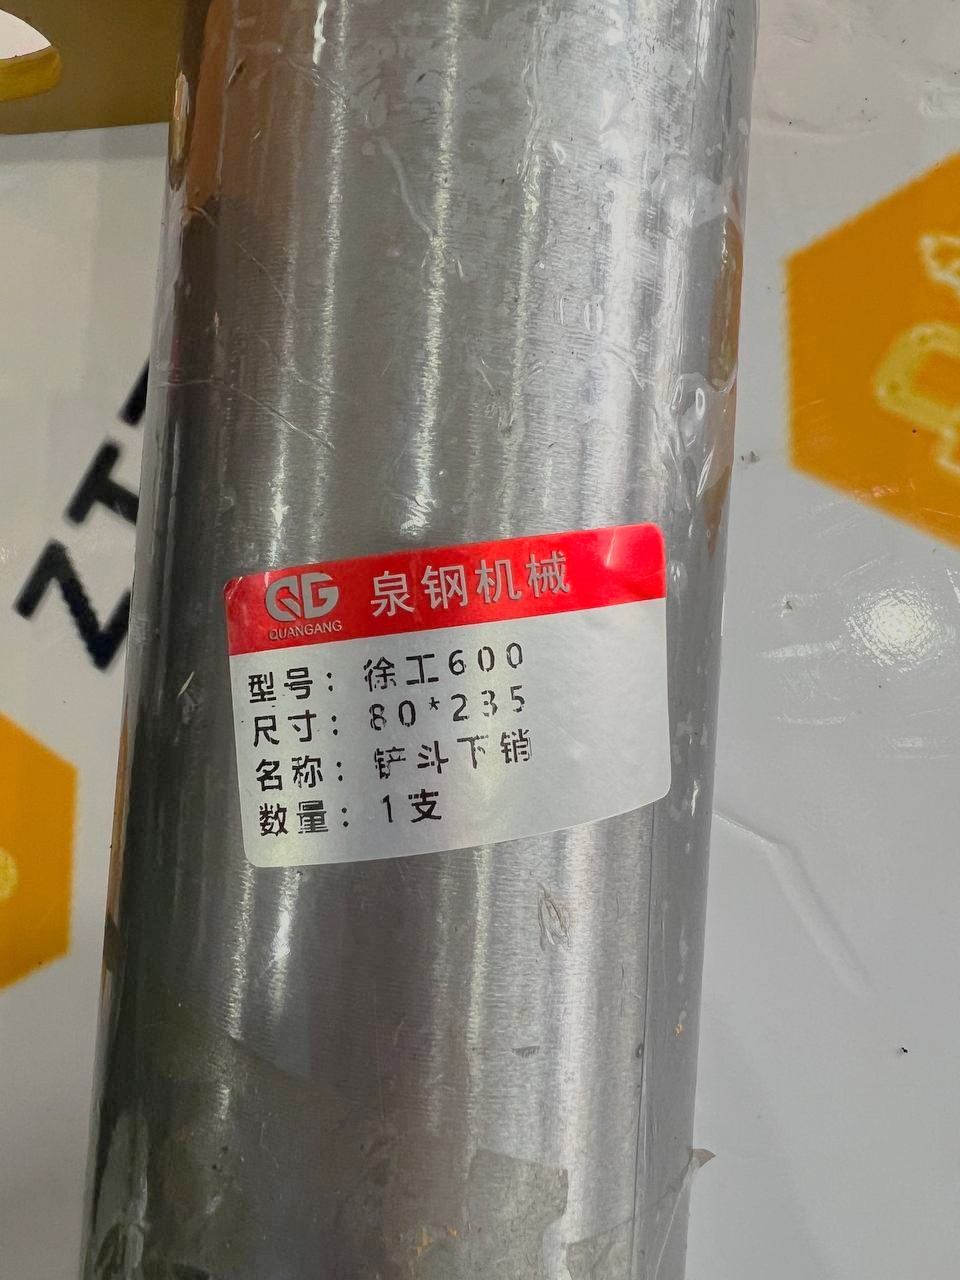 QG
QUANGANG
泉钢机械
型号：徐工600
尺寸：80*235
名称：铲斗下销
数量：1支